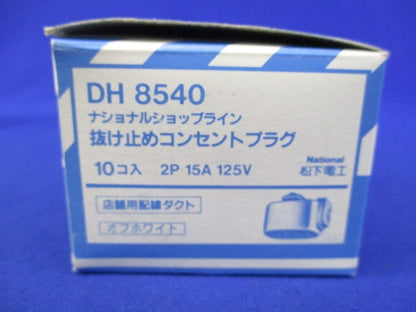 DH 8540
ナショナルショップライン
抜け止めコンセントプラグ
10コ入 2P 15A 125V
National
松下電工
店舗用配線ダクト
オフホワイト